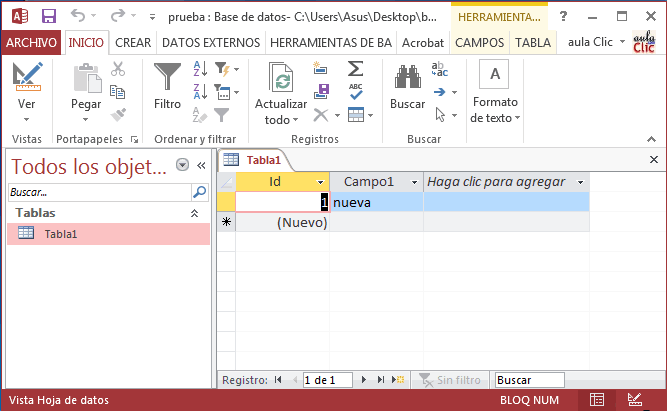 prueba : Base de datos- C:\Users\Asus\Desktop\b...
HERRAMIENTA...
?
ARCHIVO INICIO CREAR DATOS EXTERNOS HERRAMIENTAS DE BA Acrobat CAMPOS TABLA aula Clic
aula
CLIC
Ver
Pegar
Filtro
Actualizar
todo
ABC
Buscar
ab
ac
A
Formato
de texto
Vistas Portapapeles Ordenar y filtrar Registros Buscar
Todos los objet...
Buscar...
Tablas
Tabla1
Tabla1
Id Campo1 Haga clic para agregar
1 nueva
(Nuevo)
Registro: 1 de 1 Sin filtro Buscar
Vista Hoja de datos BLOQ NUM